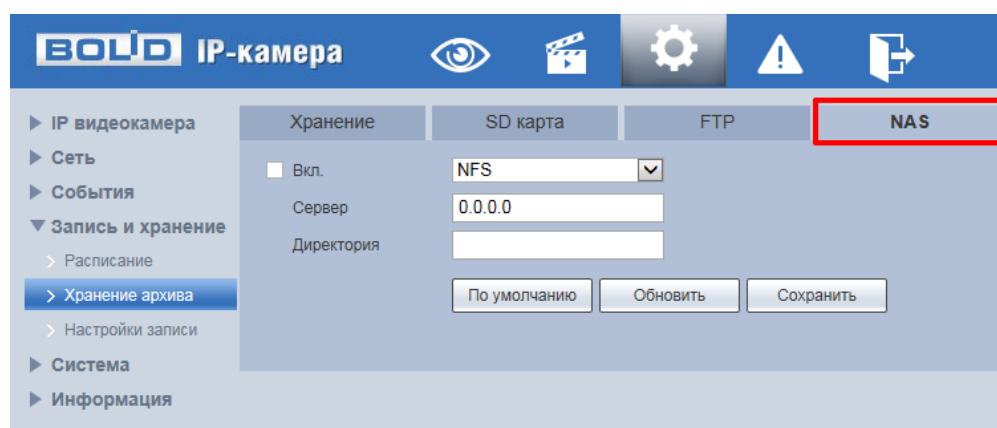 BOLID IP-камера
IP видеокамера
Сеть
События
Запись и хранение
Расписание
Хранение архива
Настройки записи
Система
Информация
Хранение SD карта FTP NAS
Вкл. NFS
Сервер 0.0.0.0
Директория
По умолчанию Обновить Сохранить